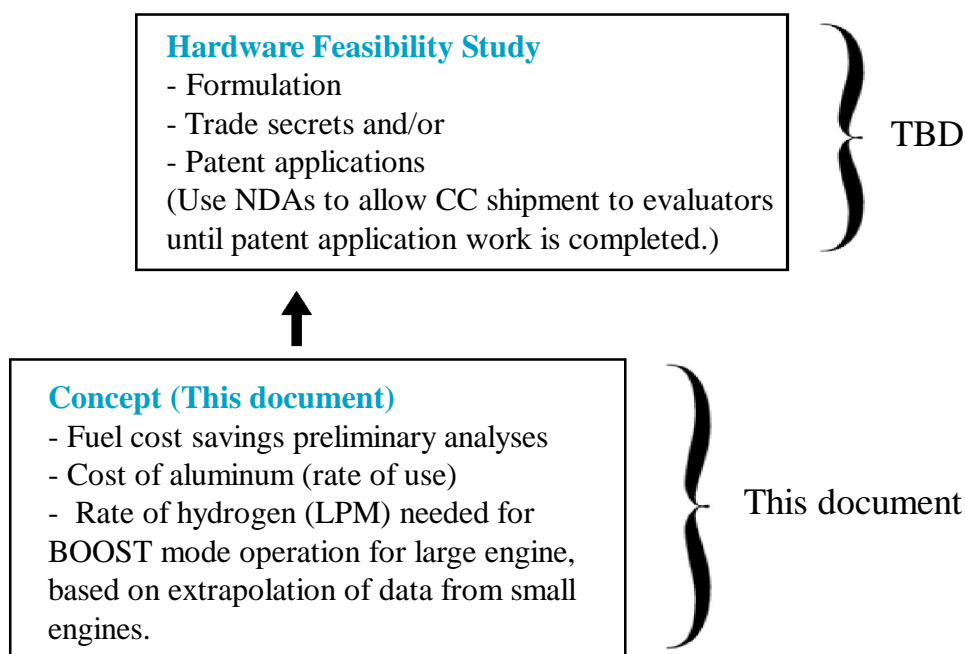 Hardware Feasibility Study
- Formulation
- Trade secrets and/or
- Patent applications
(Use NDAs to allow CC shipment to evaluators
until patent application work is completed.)
TBD
Concept (This document)
- Fuel cost savings preliminary analyses
- Cost of aluminum (rate of use)
-  Rate of hydrogen (LPM) needed for
BOOST mode operation for large engine,
based on extrapolation of data from small
engines.
This document